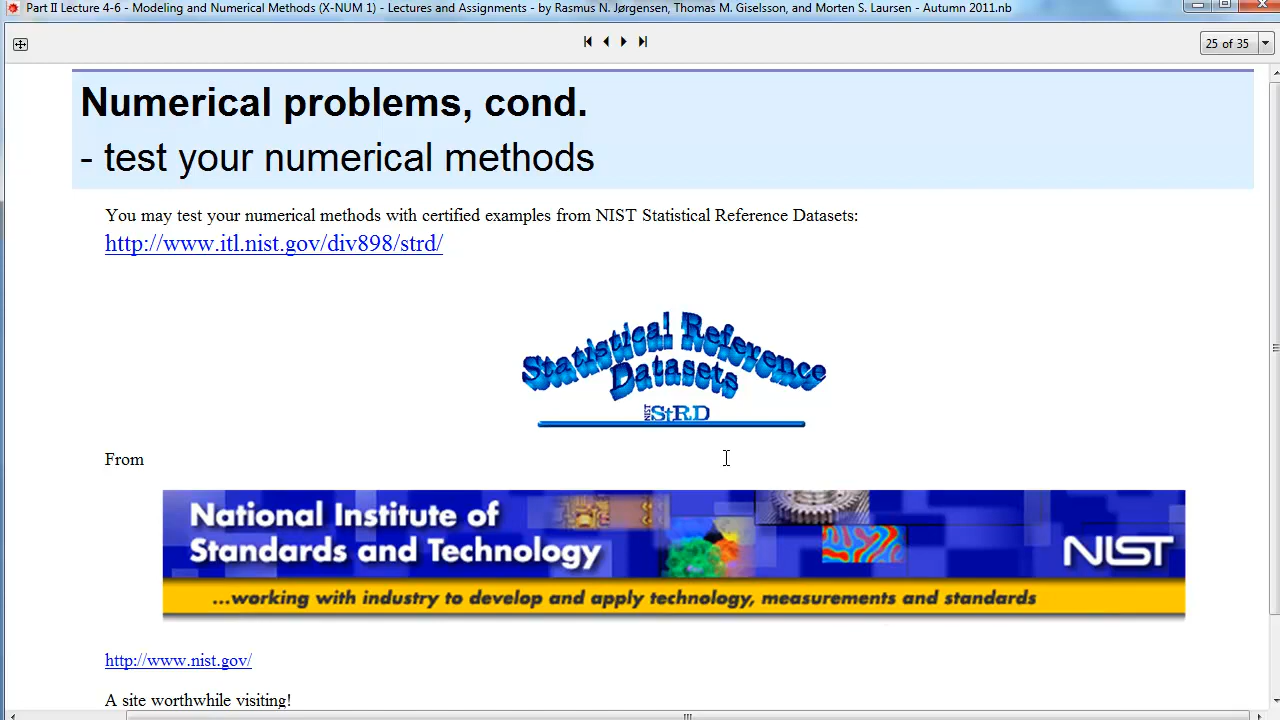 Part II Lecture 4-6 - Modeling and Numerical Methods (X-NUM 1) - Lectures and Assignments - by Rasmus N. Jørgensen, Thomas M. Giselsson, and Morten S. Laursen - Autumn 2011.nb
25 of 35
Numerical problems, cond.
- test your numerical methods
You may test your numerical methods with certified examples from NIST Statistical Reference Datasets:
http://www.itl.nist.gov/div898/strd/
Statistical Reference
Datasets
NIST StRD
From
National Institute of
Standards and Technology
NIST
...working with industry to develop and apply technology, measurements and standards
http://www.nist.gov/
A site worthwhile visiting!